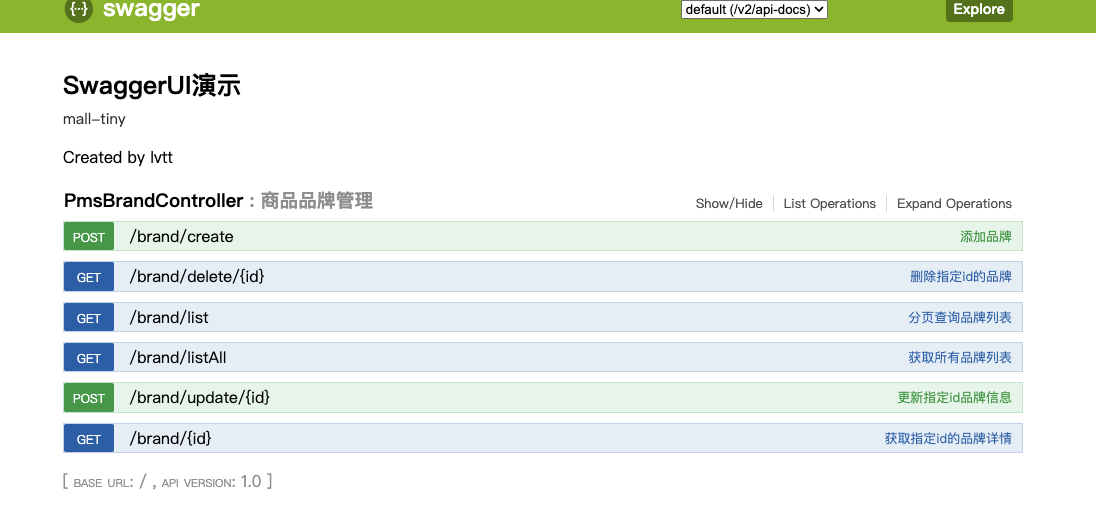 {··} swagger default (/v2/api-docs) Explore
SwaggerUI演示
mall-tiny
Created by lvtt
PmsBrandController : 商品品牌管理 Show/Hide List Operations Expand Operations
POST /brand/create 添加品牌
GET /brand/delete/{id} 删除指定id的品牌
GET /brand/list 分页查询品牌列表
GET /brand/listAll 获取所有品牌列表
POST /brand/update/{id} 更新指定id品牌信息
GET /brand/{id} 获取指定id的品牌详情
[ BASE URL: / , API VERSION: 1.0 ]